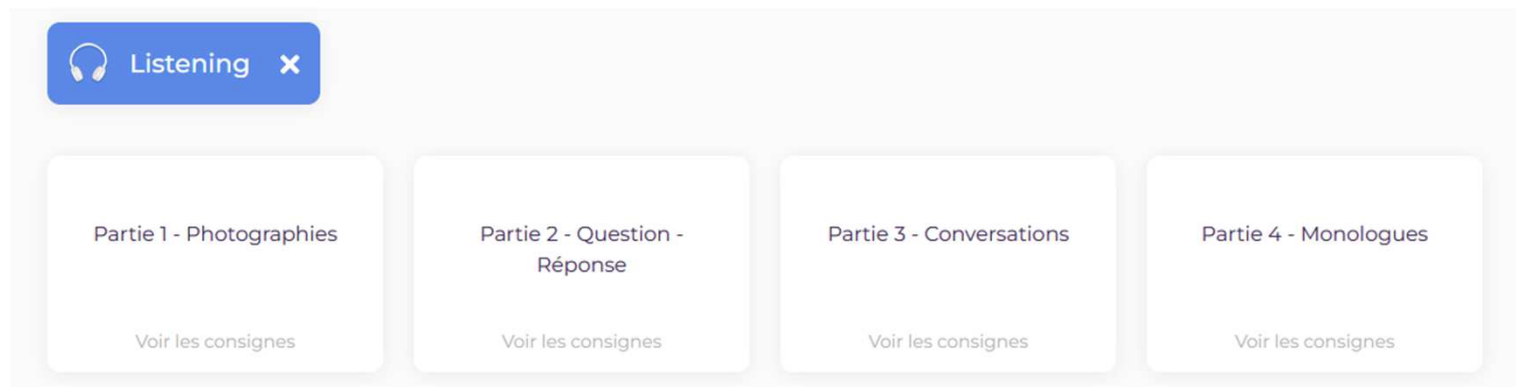 Listening
Partie 1 - Photographies
Voir les consignes
Partie 2 - Question -
Réponse
Voir les consignes
Partie 3 - Conversations
Voir les consignes
Partie 4 - Monologues
Voir les consignes